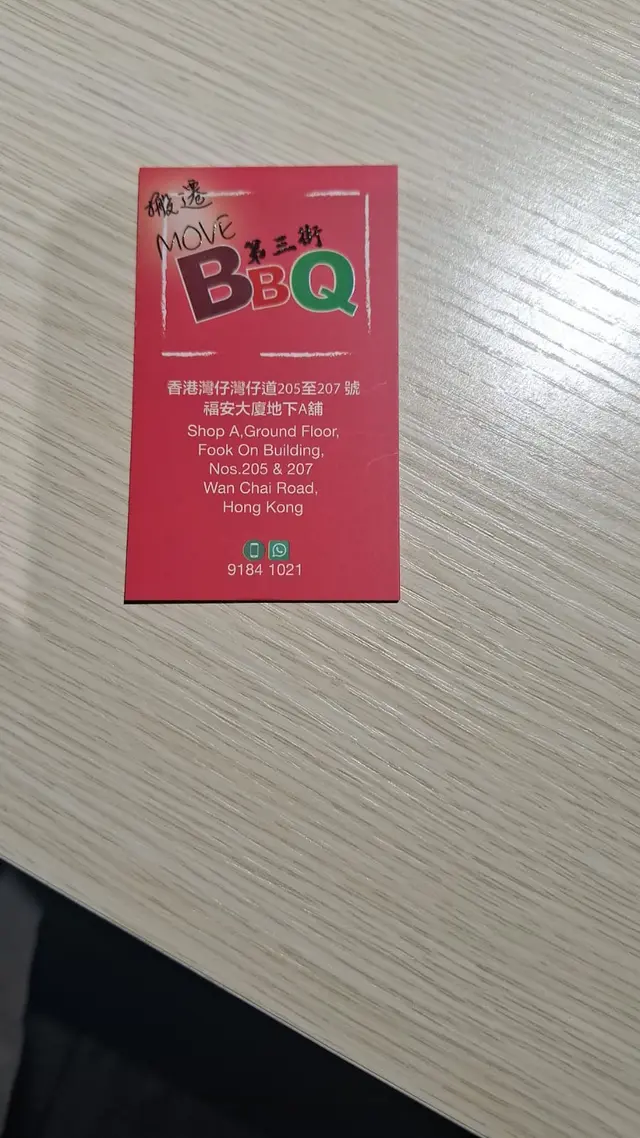 搬遷
MOVE
第三街
BBQ
香港灣仔灣仔道205至207 號
福安大廈地下A舖
Shop A,Ground Floor,
Fook On Building,
Nos.205 & 207
Wan Chai Road,
Hong Kong
9184 1021